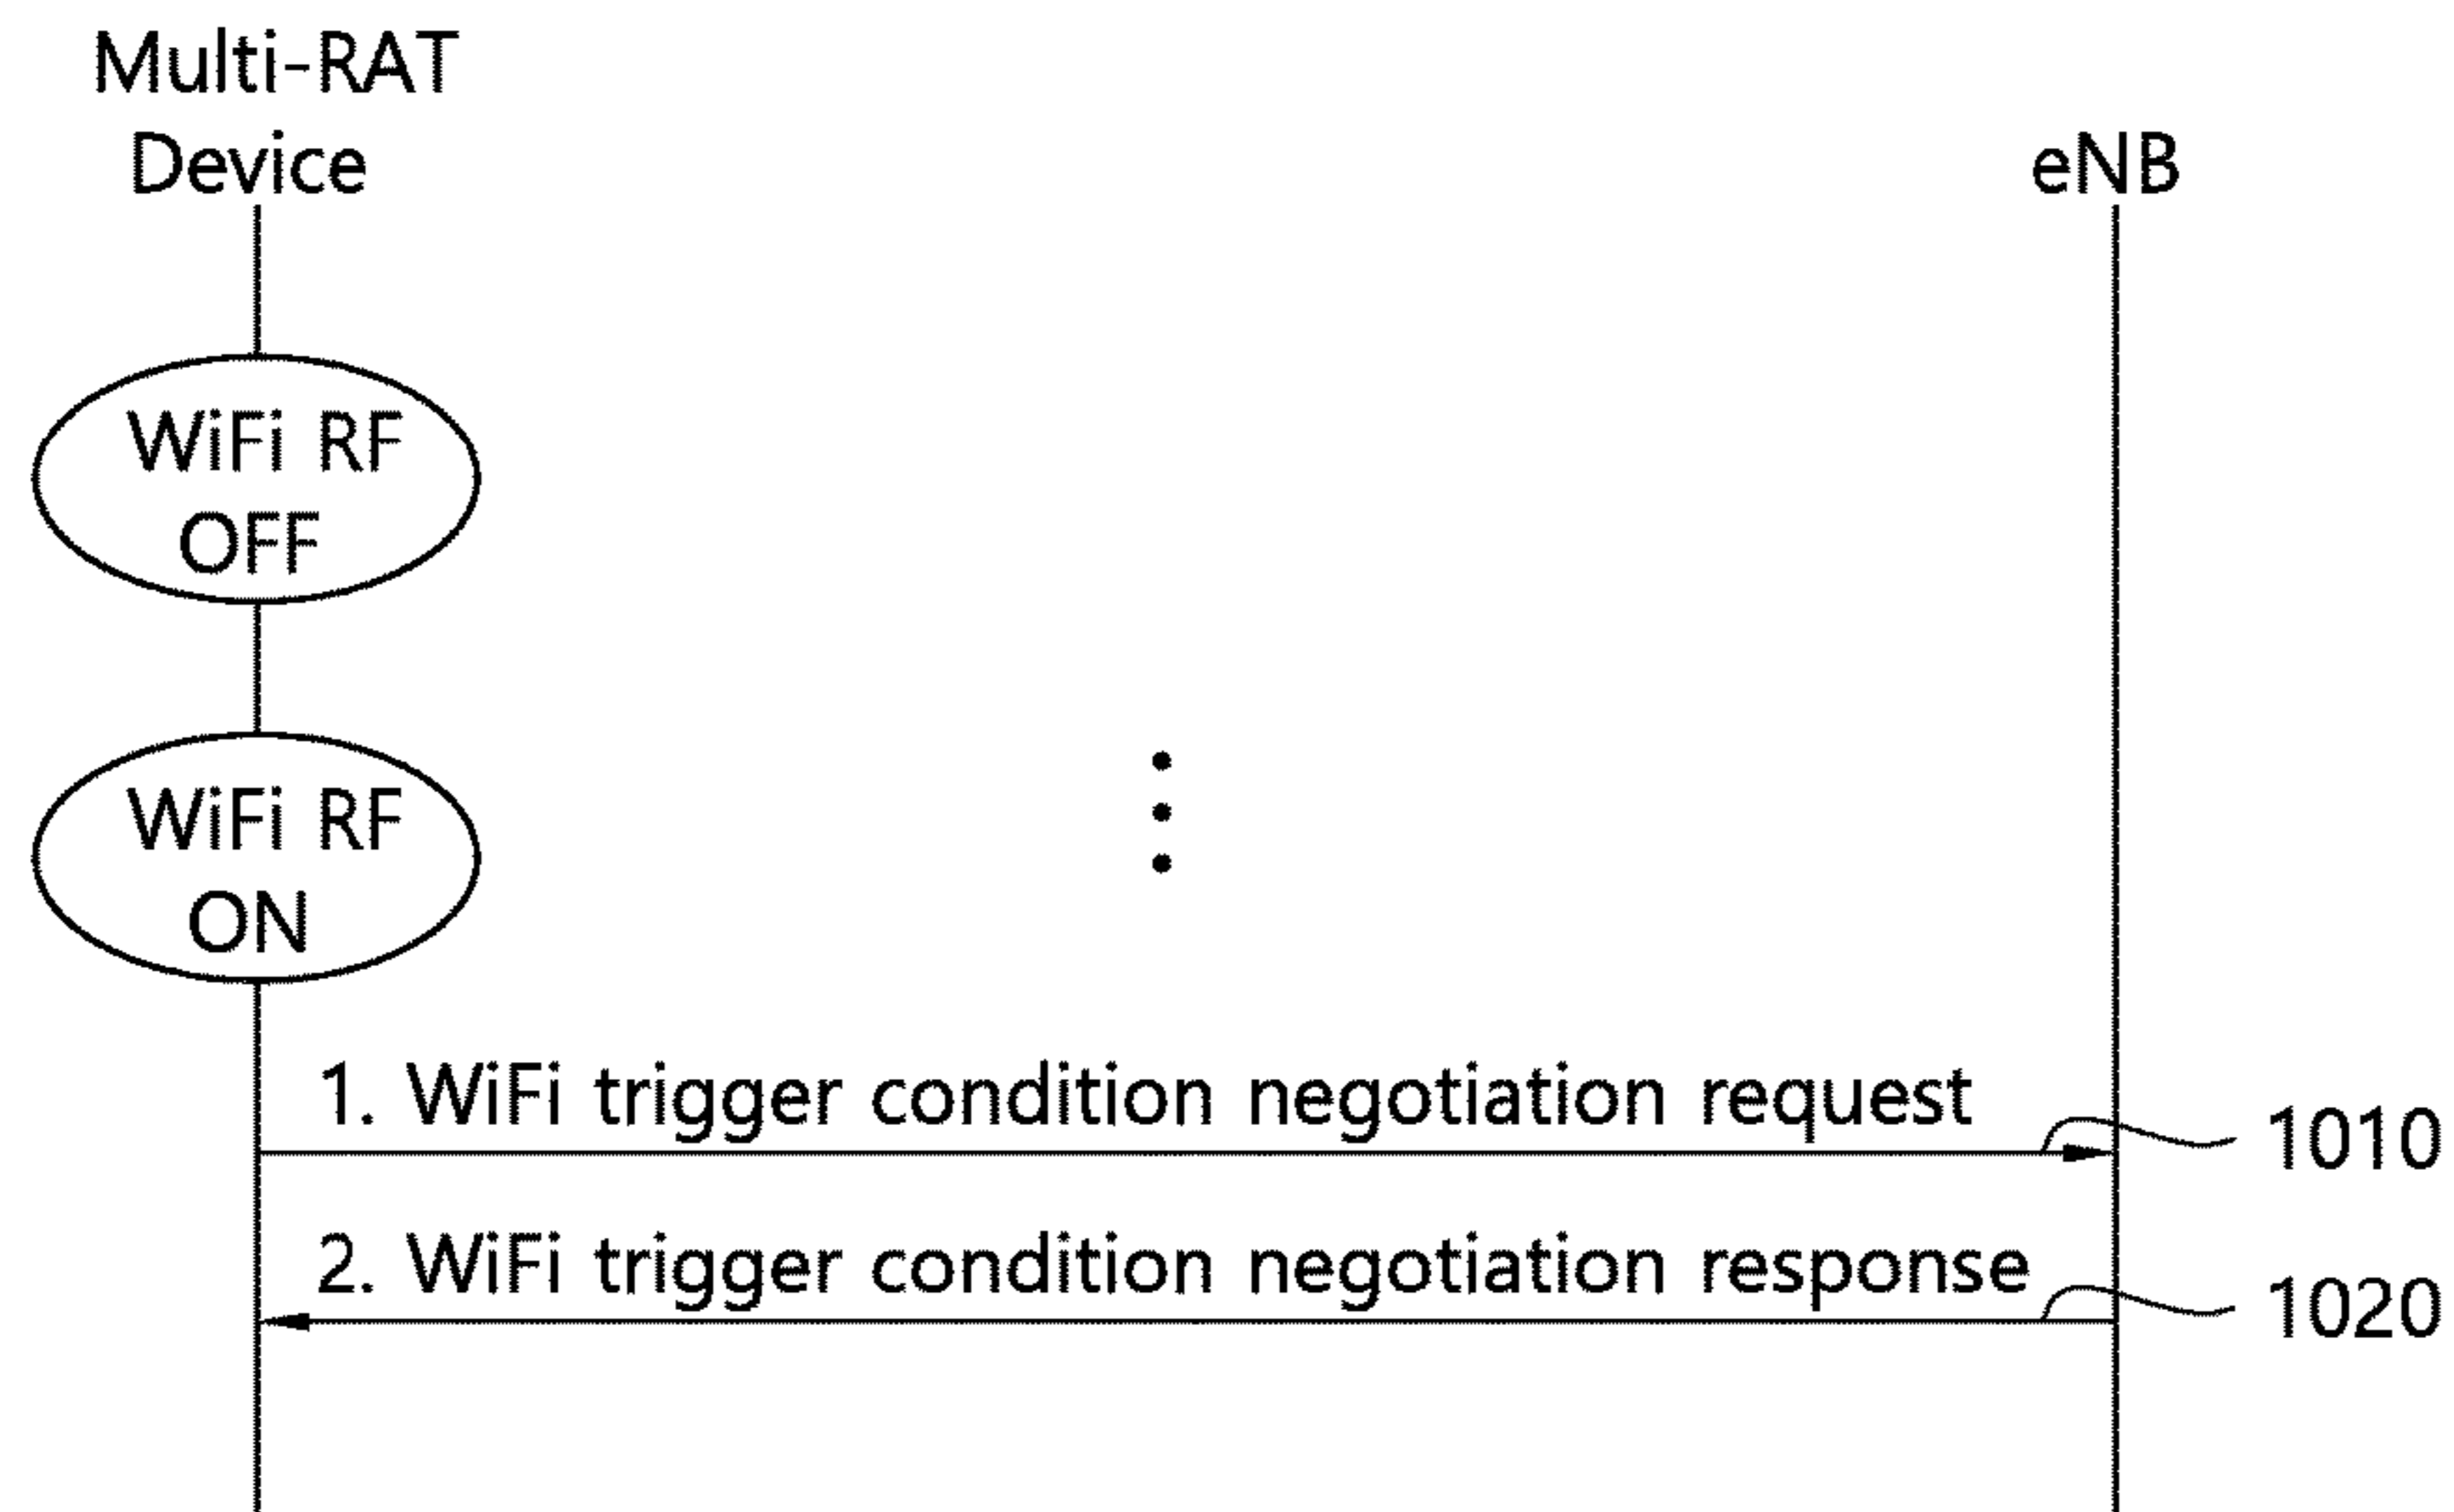 Multi-RAT
Device
eNB
WiFi RF
OFF
WiFi RF
ON
1. WiFi trigger condition negotiation request
1010
2. WiFi trigger condition negotiation response
1020